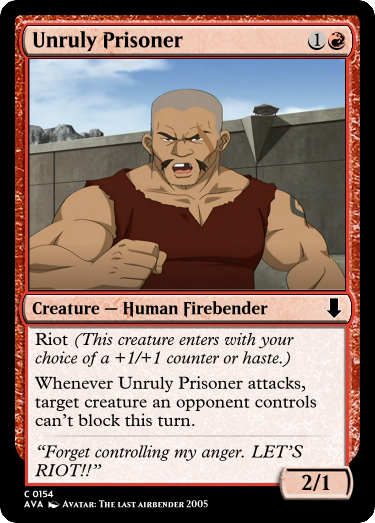 Unruly Prisoner 1
Creature — Human Firebender
Riot (This creature enters with your
choice of a +1/+1 counter or haste.)
Whenever Unruly Prisoner attacks,
target creature an opponent controls
can't block this turn.
"Forget controlling my anger. LET'S
RIOT!!"
2/1
C 0154
AVA Avatar: The last airbender 2005